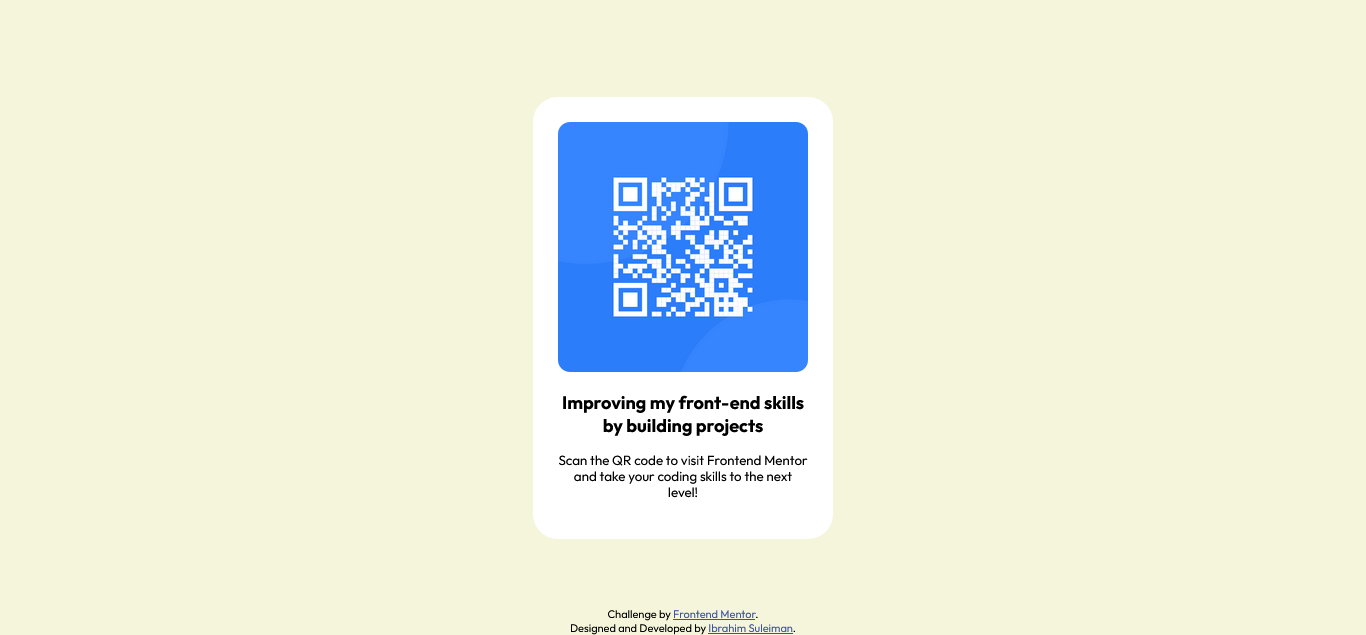 Improving my front-end skills
by building projects
Scan the QR code to visit Frontend Mentor
and take your coding skills to the next
level!
Challenge by Frontend Mentor.
Designed and Developed by Ibrahim Suleiman.